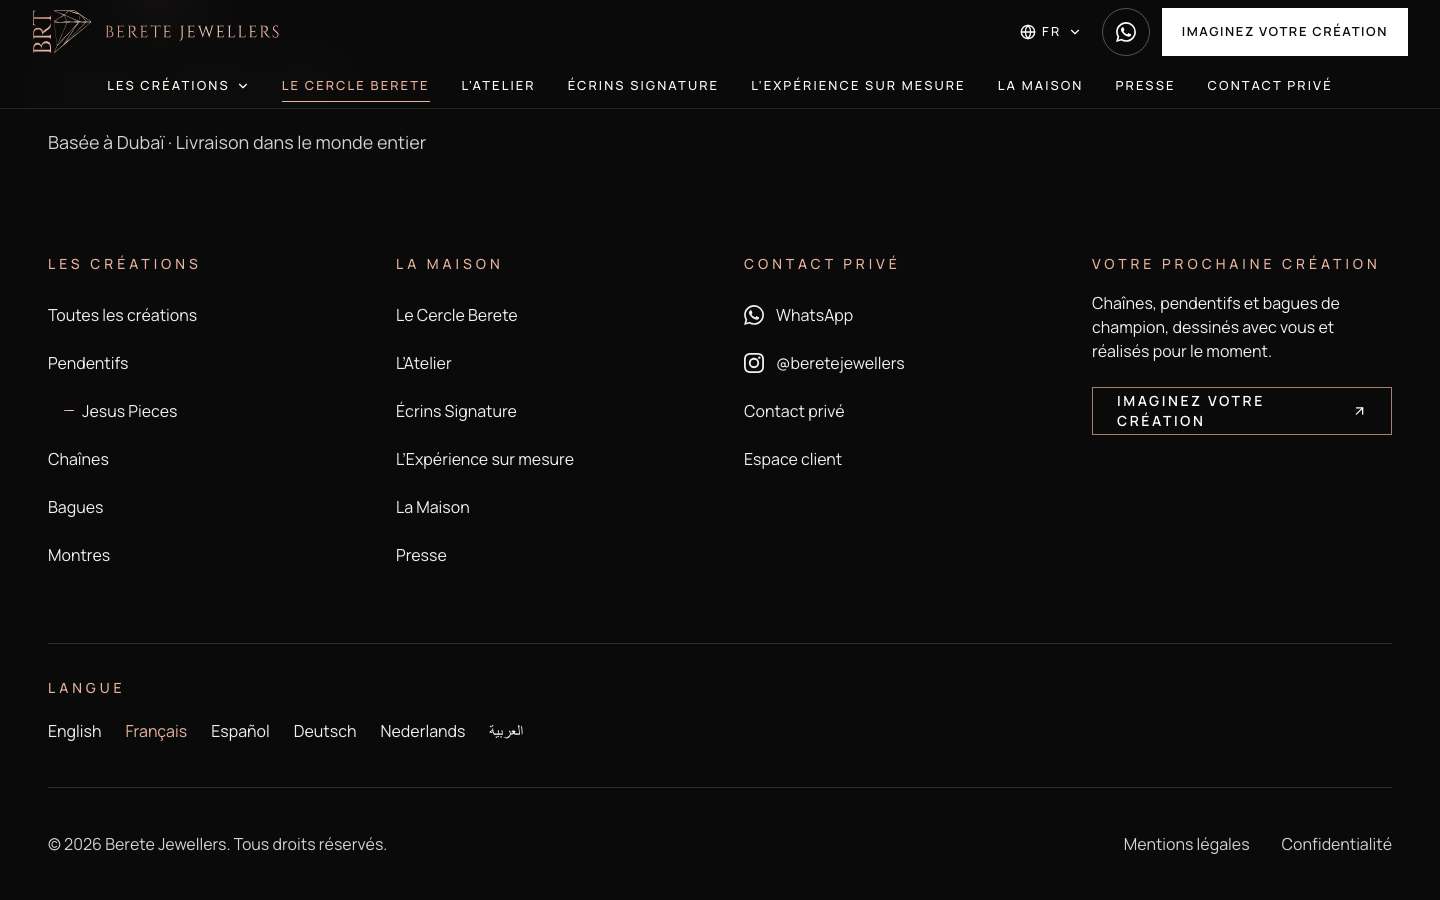 BRT BERETE JEWELLERS
FR
IMAGINEZ VOTRE CRÉATION
LES CRÉATIONS
LE CERCLE BERETE
L'ATELIER
ÉCRINS SIGNATURE
L'EXPÉRIENCE SUR MESURE
LA MAISON
PRESSE
CONTACT PRIVÉ
Basée à Dubaï · Livraison dans le monde entier
LES CRÉATIONS
Toutes les créations
Pendentifs
— Jesus Pieces
Chaînes
Bagues
Montres
LA MAISON
Le Cercle Berete
L’Atelier
Écrins Signature
L’Expérience sur mesure
La Maison
Presse
CONTACT PRIVÉ
WhatsApp
@beretejewellers
Contact privé
Espace client
VOTRE PROCHAINE CRÉATION
Chaînes, pendentifs et bagues de
champion, dessinés avec vous et
réalisés pour le moment.
IMAGINEZ VOTRE
CRÉATION
LANGUE
English Français Español Deutsch Nederlands العربية
© 2026 Berete Jewellers. Tous droits réservés.
Mentions légales Confidentialité